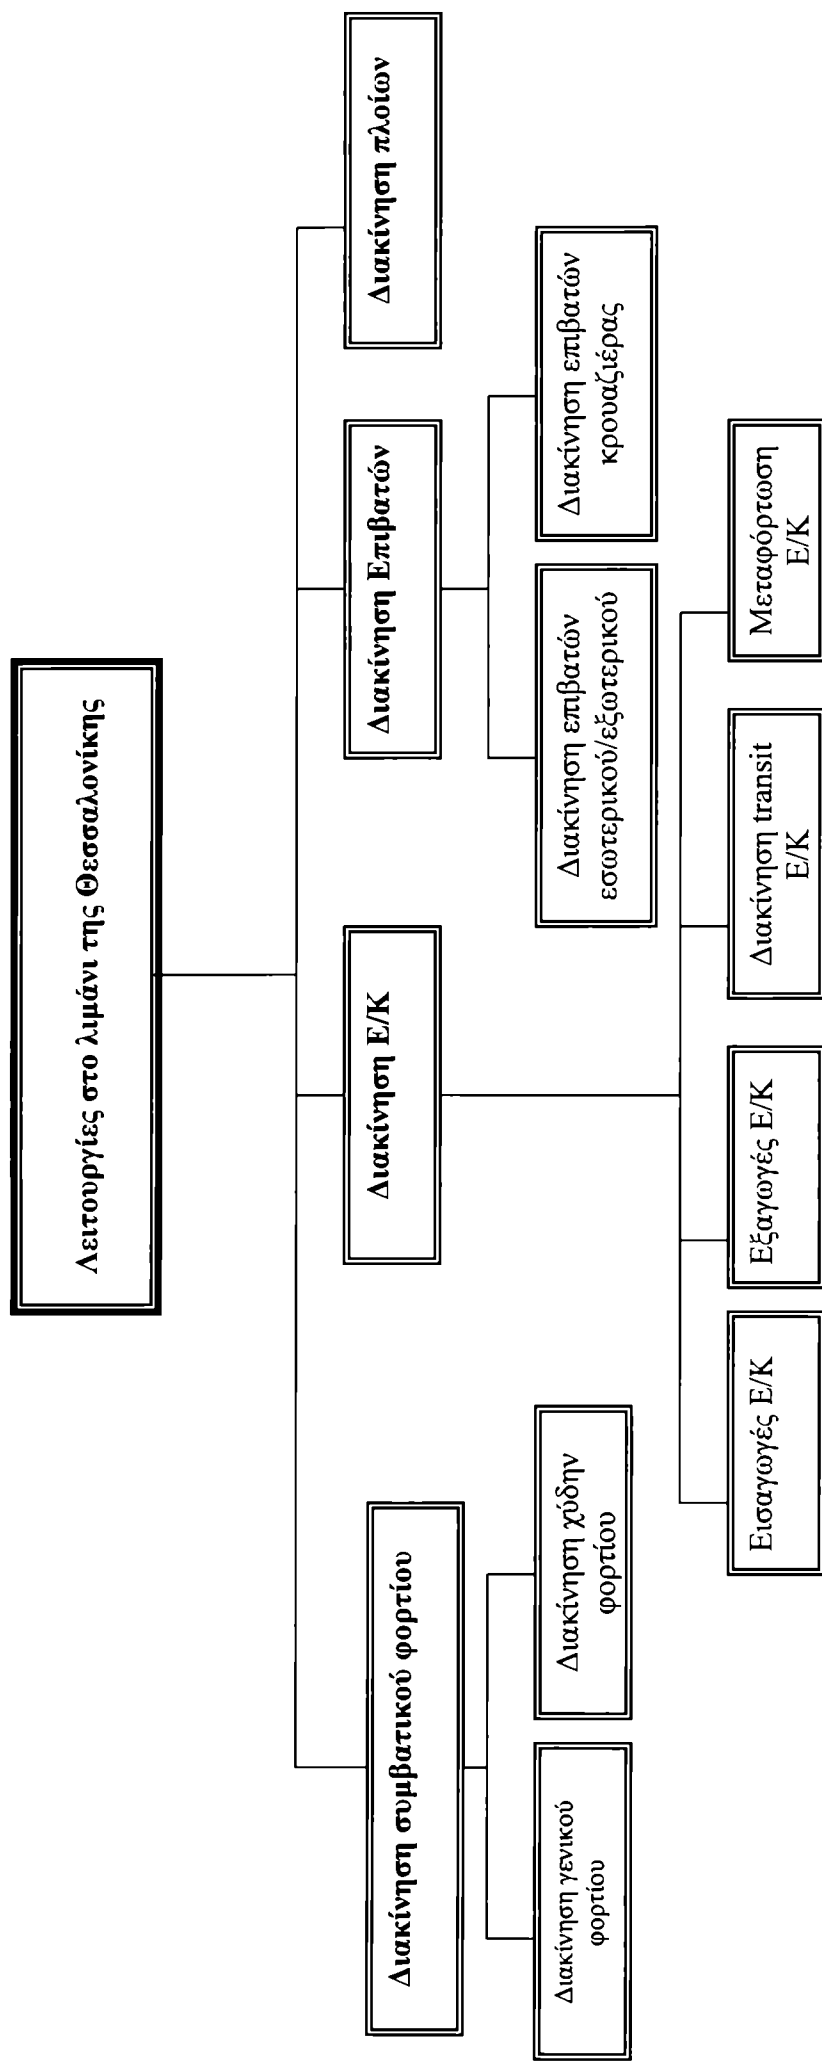 Λειτουργίες στο λιμάνι της Θεσσαλονίκης
Διακίνηση συμβατικού φορτίου
Διακίνηση Ε/Κ
Διακίνηση Επιβατών
Διακίνηση πλοίων
Διακίνηση γενικού
φορτίου
Διακίνηση χύδην
φορτίου
Διακίνηση επιβατών
εσωτερικού/εξωτερικού
Διακίνηση επιβατών
κρουαζιέρας
Εισαγωγές Ε/Κ
Εξαγωγές Ε/Κ
Διακίνηση transit
Ε/Κ
Μεταφόρτωση
Ε/Κ